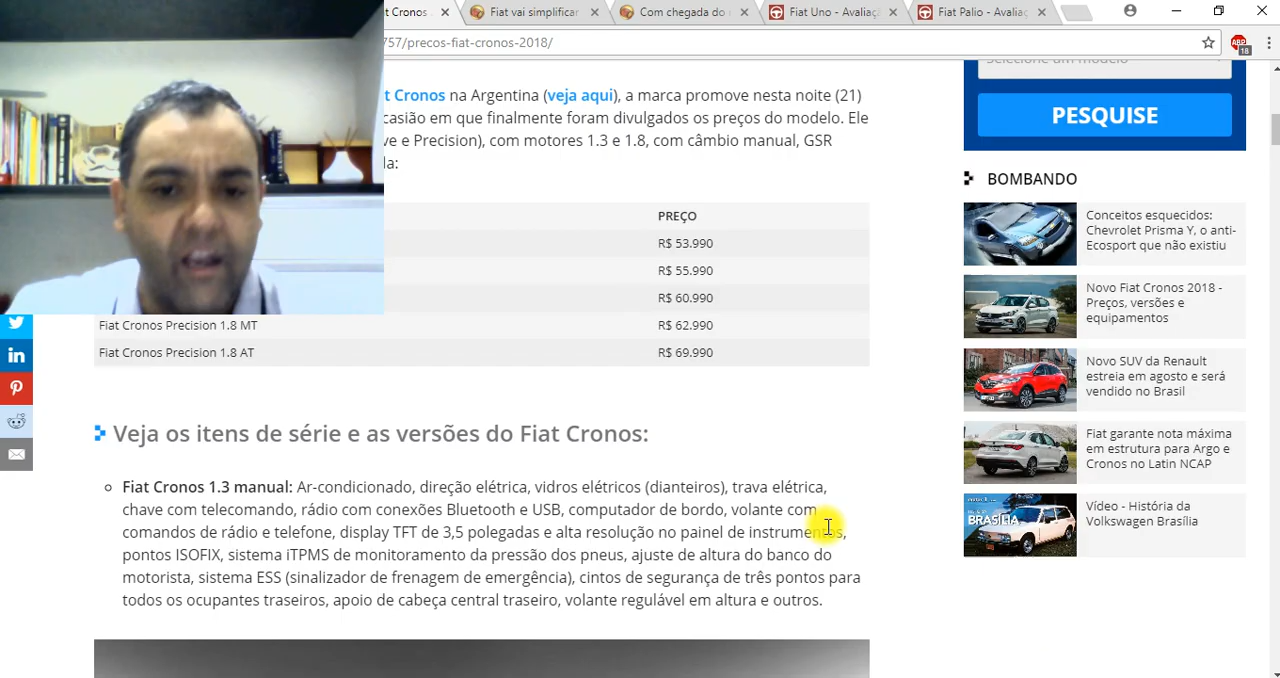 t Cronos
Fiat vai simplificar
Com chegada do
Fiat Uno - Avaliaç
Fiat Palio - Avaliaç
757/precos-fiat-cronos-2018/
ABP
18
t Cronos na Argentina (veja aqui), a marca promove nesta noite (21)
casião em que finalmente foram divulgados os preços do modelo. Ele
ve e Precision), com motores 1.3 e 1.8, com câmbio manual, GSR
da:
PREÇO
R$ 53.990
R$ 55.990
R$ 60.990
Fiat Cronos Precision 1.8 MT R$ 62.990
Fiat Cronos Precision 1.8 AT R$ 69.990
Veja os itens de série e as versões do Fiat Cronos:
Fiat Cronos 1.3 manual: Ar-condicionado, direção elétrica, vidros elétricos (dianteiros), trava elétrica,
chave com telecomando, rádio com conexões Bluetooth e USB, computador de bordo, volante com
comandos de rádio e telefone, display TFT de 3,5 polegadas e alta resolução no painel de instrumentos,
pontos ISOFIX, sistema iTPMS de monitoramento da pressão dos pneus, ajuste de altura do banco do
motorista, sistema ESS (sinalizador de frenagem de emergência), cintos de segurança de três pontos para
todos os ocupantes traseiros, apoio de cabeça central traseiro, volante regulável em altura e outros.
Selecione um modelo
PESQUISE
BOMBANDO
Conceitos esquecidos:
Chevrolet Prisma Y, o anti-
Ecosport que não existiu
Novo Fiat Cronos 2018 -
Preços, versões e
equipamentos
Novo SUV da Renault
estreia em agosto e será
vendido no Brasil
Fiat garante nota máxima
em estrutura para Argo e
Cronos no Latin NCAP
BRASÍLIA
Vídeo - História da
Volkswagen Brasília